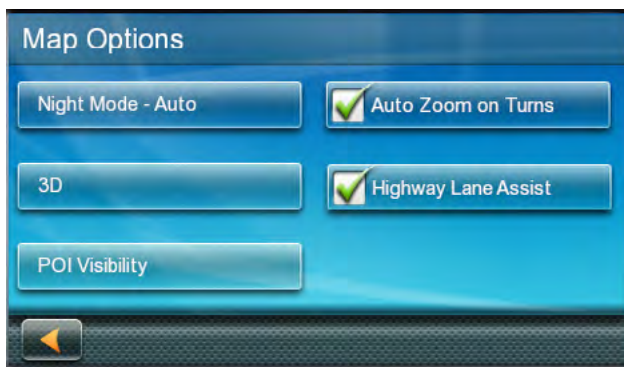 Map Options
Night Mode - Auto
Auto Zoom on Turns
3D
Highway Lane Assist
POI Visibility